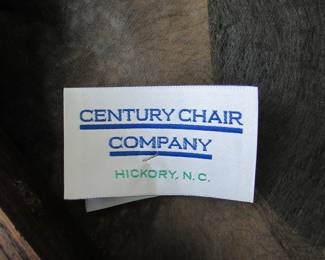 CENTURY CHAIR
COMPANY
HICKORY, N.C.